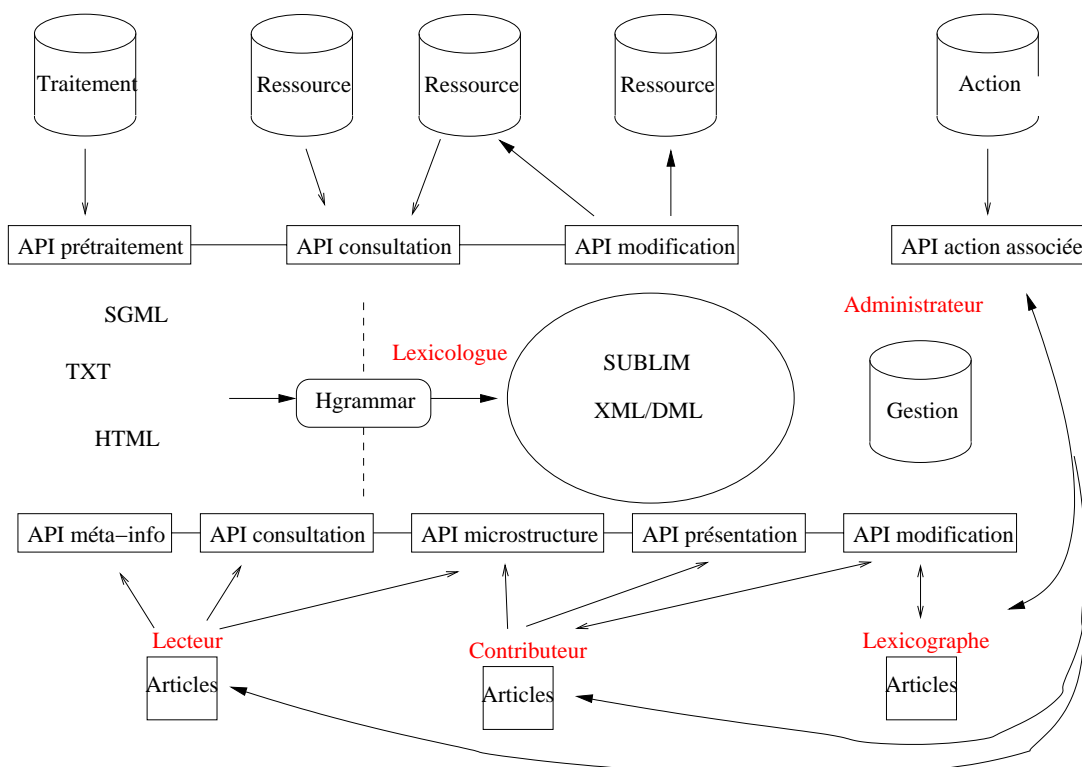 Traitement
Ressource
Ressource
Ressource
Action
API prétraitement
API consultation
API modification
API action associée
SGML
Administrateur
Lexicologue
SUBLIM
TXT
Hgrammar
XML/DML
Gestion
HTML
API méta−info
API consultation
API microstructure
API présentation
API modification
Lecteur
Contributeur
Lexicographe
Articles
Articles
Articles